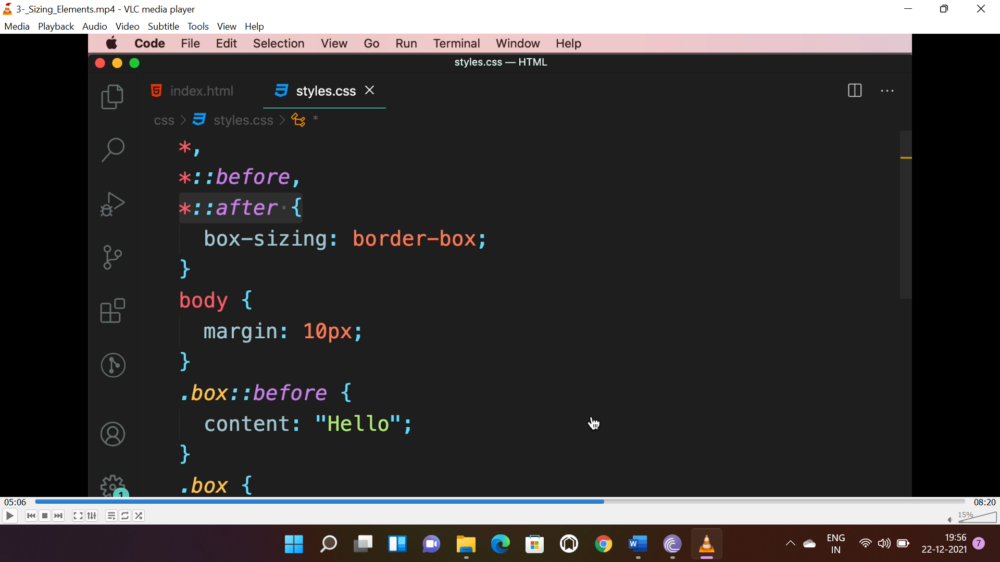 3-_Sizing_Elements.mp4 - VLC media player
Media Playback Audio Video Subtitle Tools View Help
Code File Edit Selection View Go Run Terminal Window Help
styles.css — HTML
index.html styles.css
css > styles.css > *
*,
*::before,
*::after {
box-sizing: border-box;
}
body {
margin: 10px;
}
.box::before {
content: "Hello";
}
.box {
1
05:06 08:20
15%
ENG
IN
19:56
22-12-2021
7